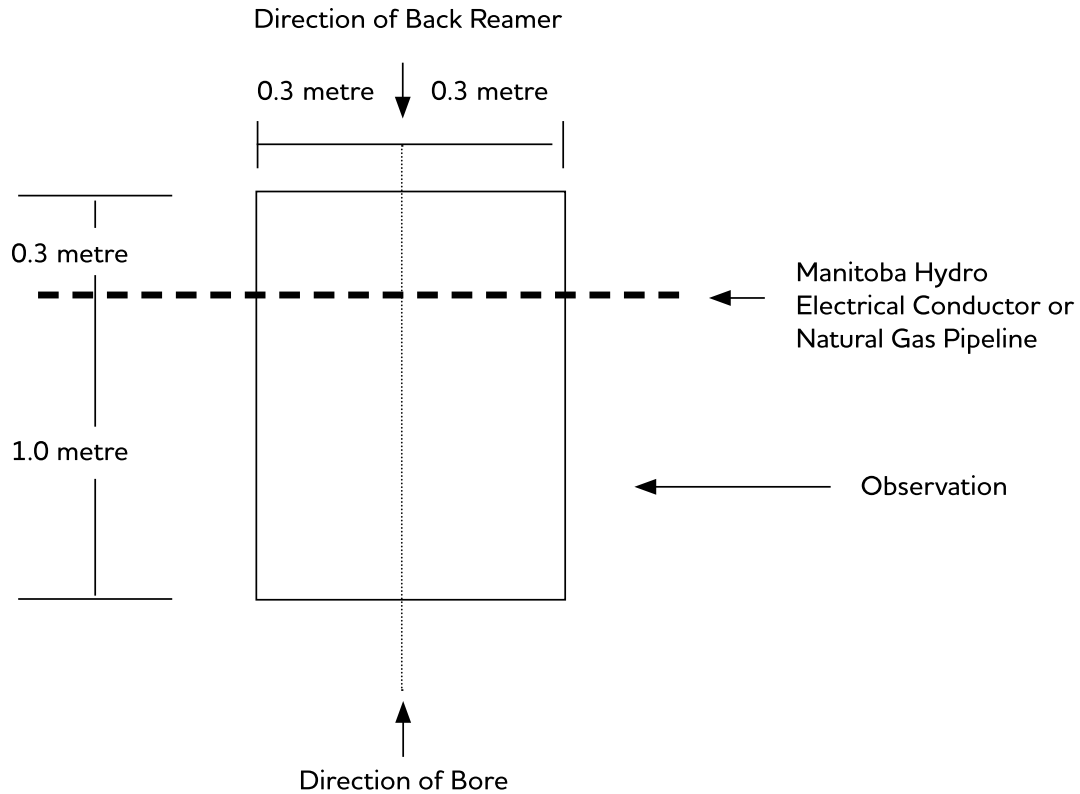 Direction of Back Reamer
0.3 metre
0.3 metre
0.3 metre
Manitoba Hydro
Electrical Conductor or
Natural Gas Pipeline
1.0 metre
Observation
Direction of Bore